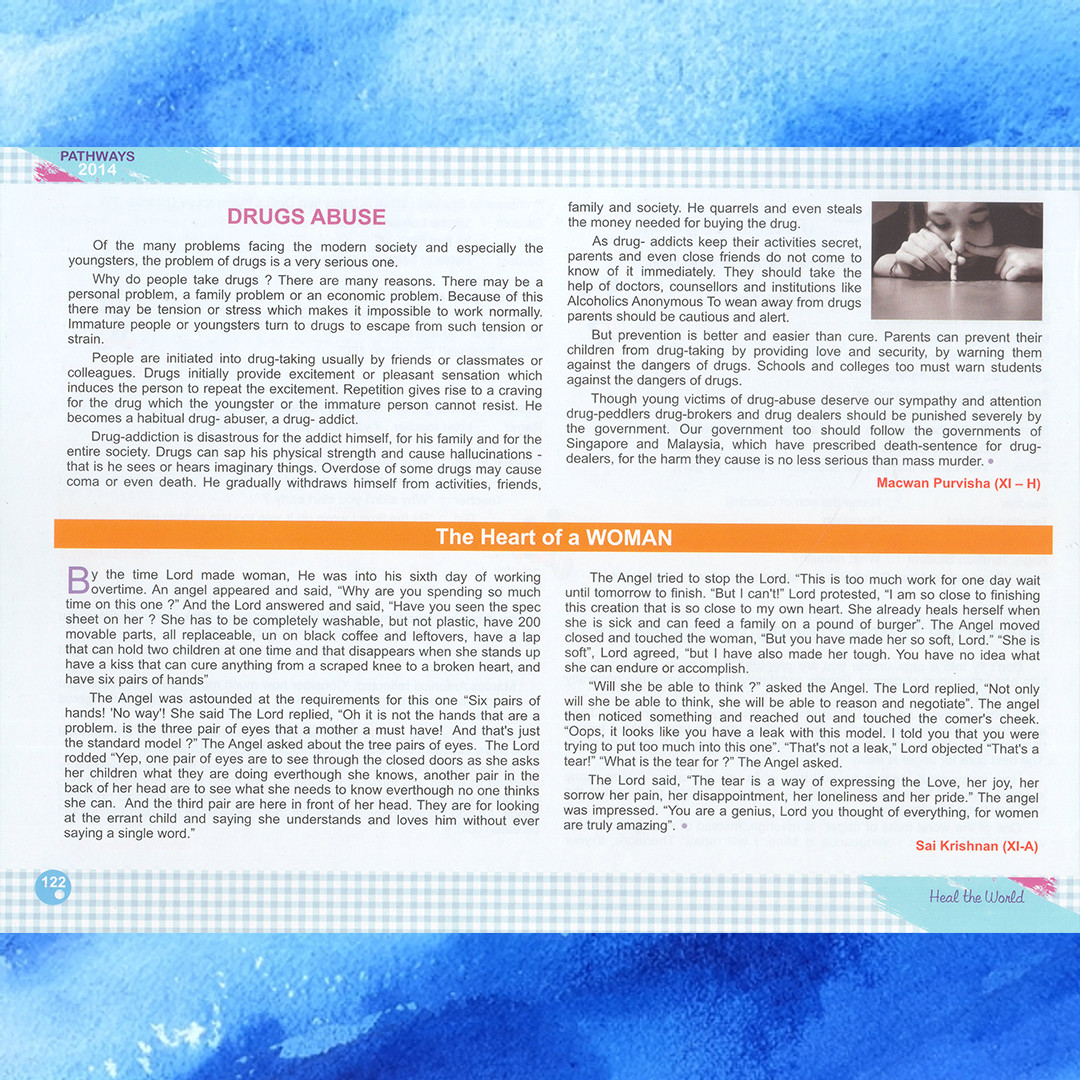 PATHWAYS
2014
DRUGS ABUSE
Of the many problems facing the modern society and especially the
youngsters, the problem of drugs is a very serious one.
Why do people take drugs ? There are many reasons. There may be a
personal problem, a family problem or an economic problem. Because of this
there may be tension or stress which makes it impossible to work normally.
Immature people or youngsters turn to drugs to escape from such tension or
strain.
People are initiated into drug-taking usually by friends or classmates or
colleagues. Drugs initially provide excitement or pleasant sensation which
induces the person to repeat the excitement. Repetition gives rise to a craving
for the drug which the youngster or the immature person cannot resist. He
becomes a habitual drug- abuser, a drug- addict.
Drug-addiction is disastrous for the addict himself, for his family and for the
entire society. Drugs can sap his physical strength and cause hallucinations -
that is he sees or hears imaginary things. Overdose of some drugs may cause
coma or even death. He gradually withdraws himself from activities, friends,
family and society. He quarrels and even steals
the money needed for buying the drug.
As drug- addicts keep their activities secret,
parents and even close friends do not come to
know of it immediately. They should take the
help of doctors, counsellors and institutions like
Alcoholics Anonymous To wean away from drugs
parents should be cautious and alert.
But prevention is better and easier than cure. Parents can prevent their
children from drug-taking by providing love and security, by warning them
against the dangers of drugs. Schools and colleges too must warn students
against the dangers of drugs.
Though young victims of drug-abuse deserve our sympathy and attention
drug-peddlers drug-brokers and drug dealers should be punished severely by
the government. Our government too should follow the governments of
Singapore and Malaysia, which have prescribed death-sentence for drug-
dealers, for the harm they cause is no less serious than mass murder. •
Macwan Purvisha (XI – H)
The Heart of a WOMAN
By the time Lord made woman, He was into his sixth day of working
overtime. An angel appeared and said, “Why are you spending so much
time on this one ?” And the Lord answered and said, “Have you seen the spec
sheet on her ? She has to be completely washable, but not plastic, have 200
movable parts, all replaceable, un on black coffee and leftovers, have a lap
that can hold two children at one time and that disappears when she stands up
have a kiss that can cure anything from a scraped knee to a broken heart, and
have six pairs of hands”
The Angel was astounded at the requirements for this one “Six pairs of
hands! 'No way'! She said The Lord replied, “Oh it is not the hands that are a
problem. is the three pair of eyes that a mother a must have!  And that's just
the standard model ?” The Angel asked about the tree pairs of eyes.  The Lord
rodded “Yep, one pair of eyes are to see through the closed doors as she asks
her children what they are doing everthough she knows, another pair in the
back of her head are to see what she needs to know everthough no one thinks
she can.  And the third pair are here in front of her head. They are for looking
at the errant child and saying she understands and loves him without ever
saying a single word.”
The Angel tried to stop the Lord. “This is too much work for one day wait
until tomorrow to finish. “But I can't!” Lord protested, “I am so close to finishing
this creation that is so close to my own heart. She already heals herself when
she is sick and can feed a family on a pound of burger”. The Angel moved
closed and touched the woman, “But you have made her so soft, Lord.” “She is
soft”, Lord agreed, “but I have also made her tough. You have no idea what
she can endure or accomplish.
“Will she be able to think ?” asked the Angel. The Lord replied, “Not only
will she be able to think, she will be able to reason and negotiate”. The angel
then noticed something and reached out and touched the comer's cheek.
“Oops, it looks like you have a leak with this model. I told you that you were
trying to put too much into this one”. “That's not a leak,” Lord objected “That's a
tear!” “What is the tear for ?” The Angel asked.
The Lord said, “The tear is a way of expressing the Love, her joy, her
sorrow her pain, her disappointment, her loneliness and her pride.” The angel
was impressed. “You are a genius, Lord you thought of everything, for women
are truly amazing”. •
Sai Krishnan (XI-A)
122
Heal the World